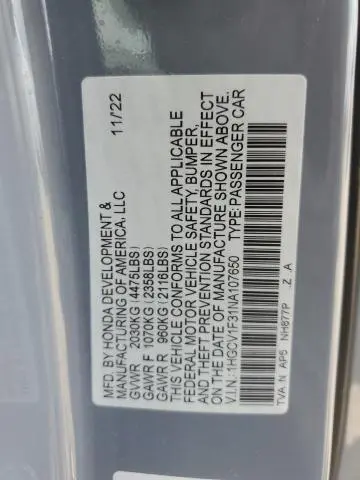 MFD. BY HONDA DEVELOPMENT &
MANUFACTURING OF AMERICA, LLC 11/22
GVWR 2030KG (4475LBS)
GAWR F 1070KG (2358LBS)
GAWR R 960KG (2116LBS)
THIS VEHICLE CONFORMS TO ALL APPLICABLE
FEDERAL MOTOR VEHICLE SAFETY, BUMPER,
AND THEFT PREVENTION STANDARDS IN EFFECT
ON THE DATE OF MANUFACTURE SHOWN ABOVE.
V.I.N.:1HGCV1F31NA107650 TYPE:PASSENGER CAR
TVA.N AP5 NH877P .Z .A